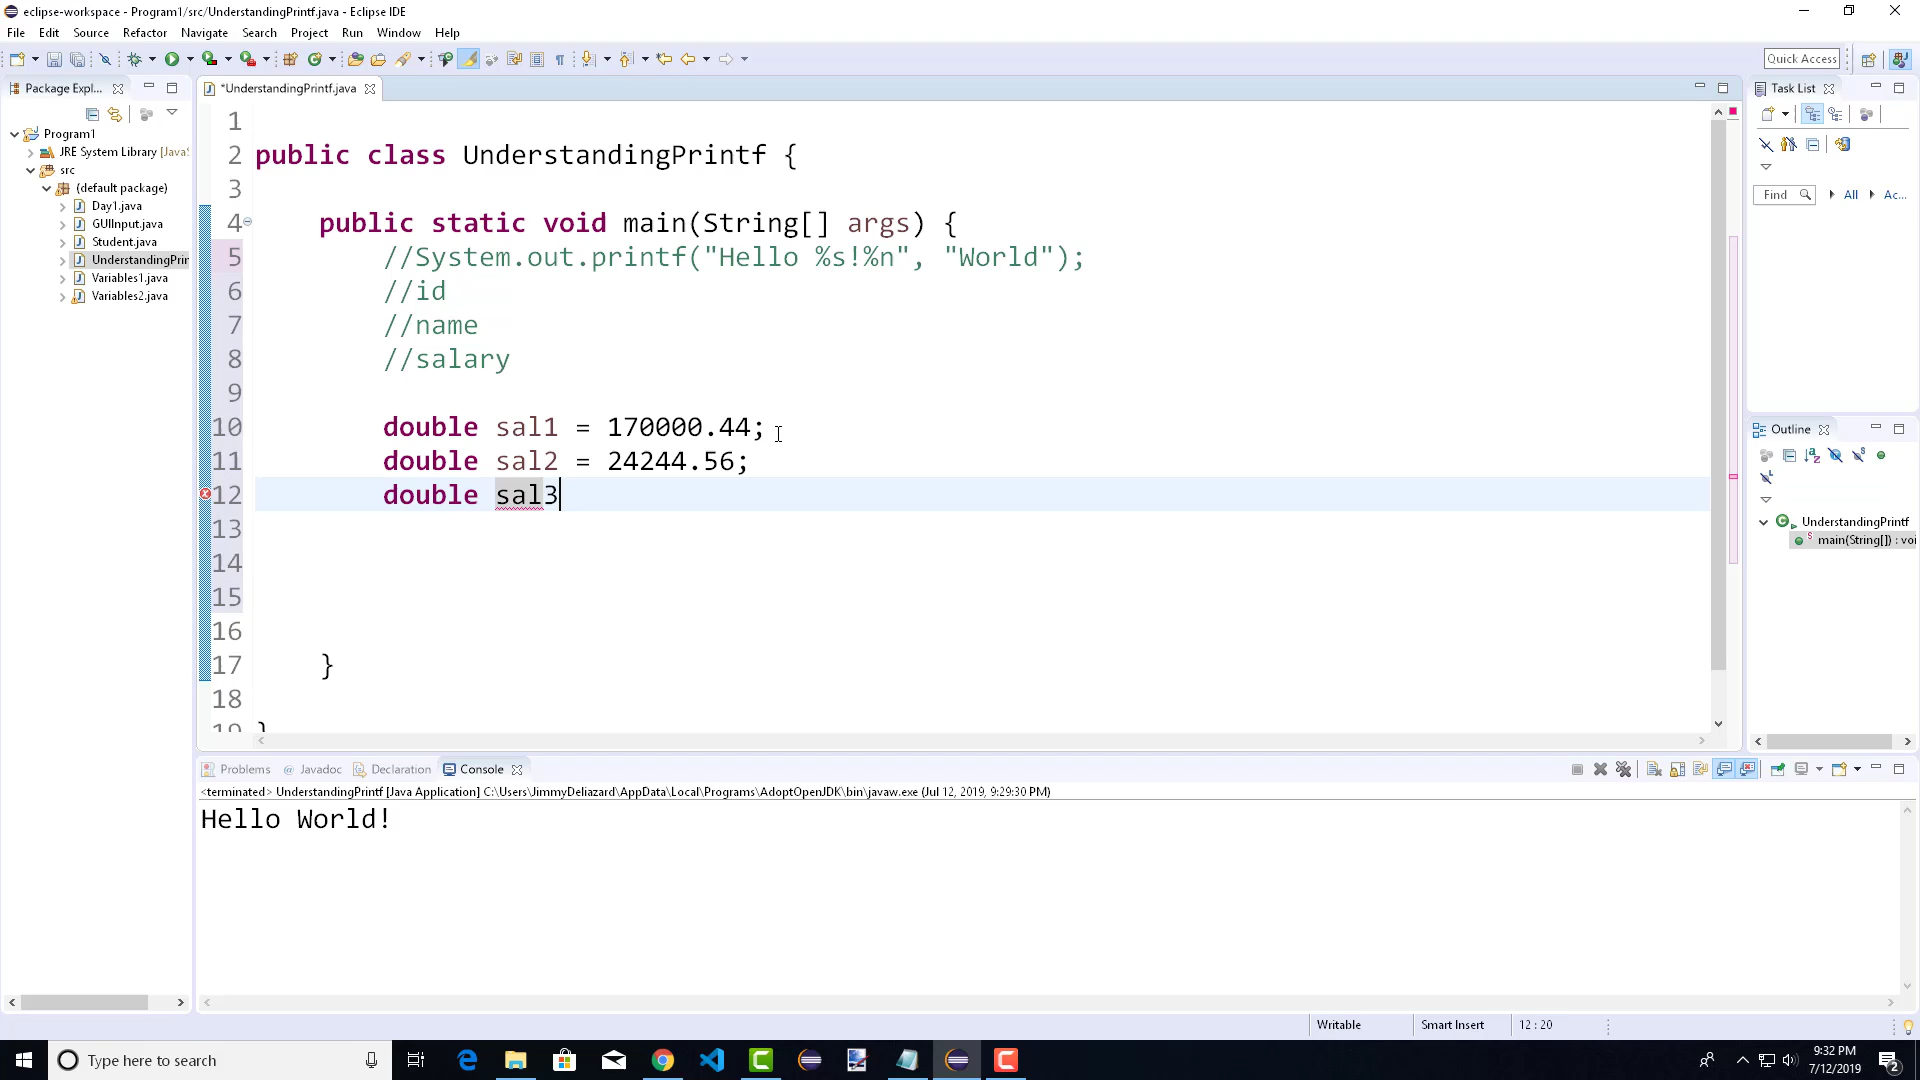 eclipse-workspace - Program1/src/UnderstandingPrintf.java - Eclipse IDE
File Edit Source Refactor Navigate Search Project Run Window Help
Quick Access
Package Expl...
*UnderstandingPrintf.java
Task List
Program1
JRE System Library [JavaS
src
(default package)
Day1.java
GUIInput.java
Student.java
UnderstandingPrin
Variables1.java
Variables2.java
1
2 public class UnderstandingPrintf {
3
4 public static void main(String[] args) {
5 //System.out.printf("Hello %s!%n", "World");
6 //id
7 //name
8 //salary
9
10 double sal1 = 170000.44;
11 double sal2 = 24244.56;
12 double sal3
13
14
15
16
17 }
18
19 }
Find All Ac...
Outline
UnderstandingPrintf
main(String[]) : voi
Problems Javadoc Declaration Console
<terminated> UnderstandingPrintf [Java Application] C:\Users\JimmyDeliazard\AppData\Local\Programs\AdoptOpenJDK\bin\javaw.exe (Jul 12, 2019, 9:29:30 PM)
Hello World!
Writable Smart Insert 12 : 20
Type here to search
9:32 PM
7/12/2019
2